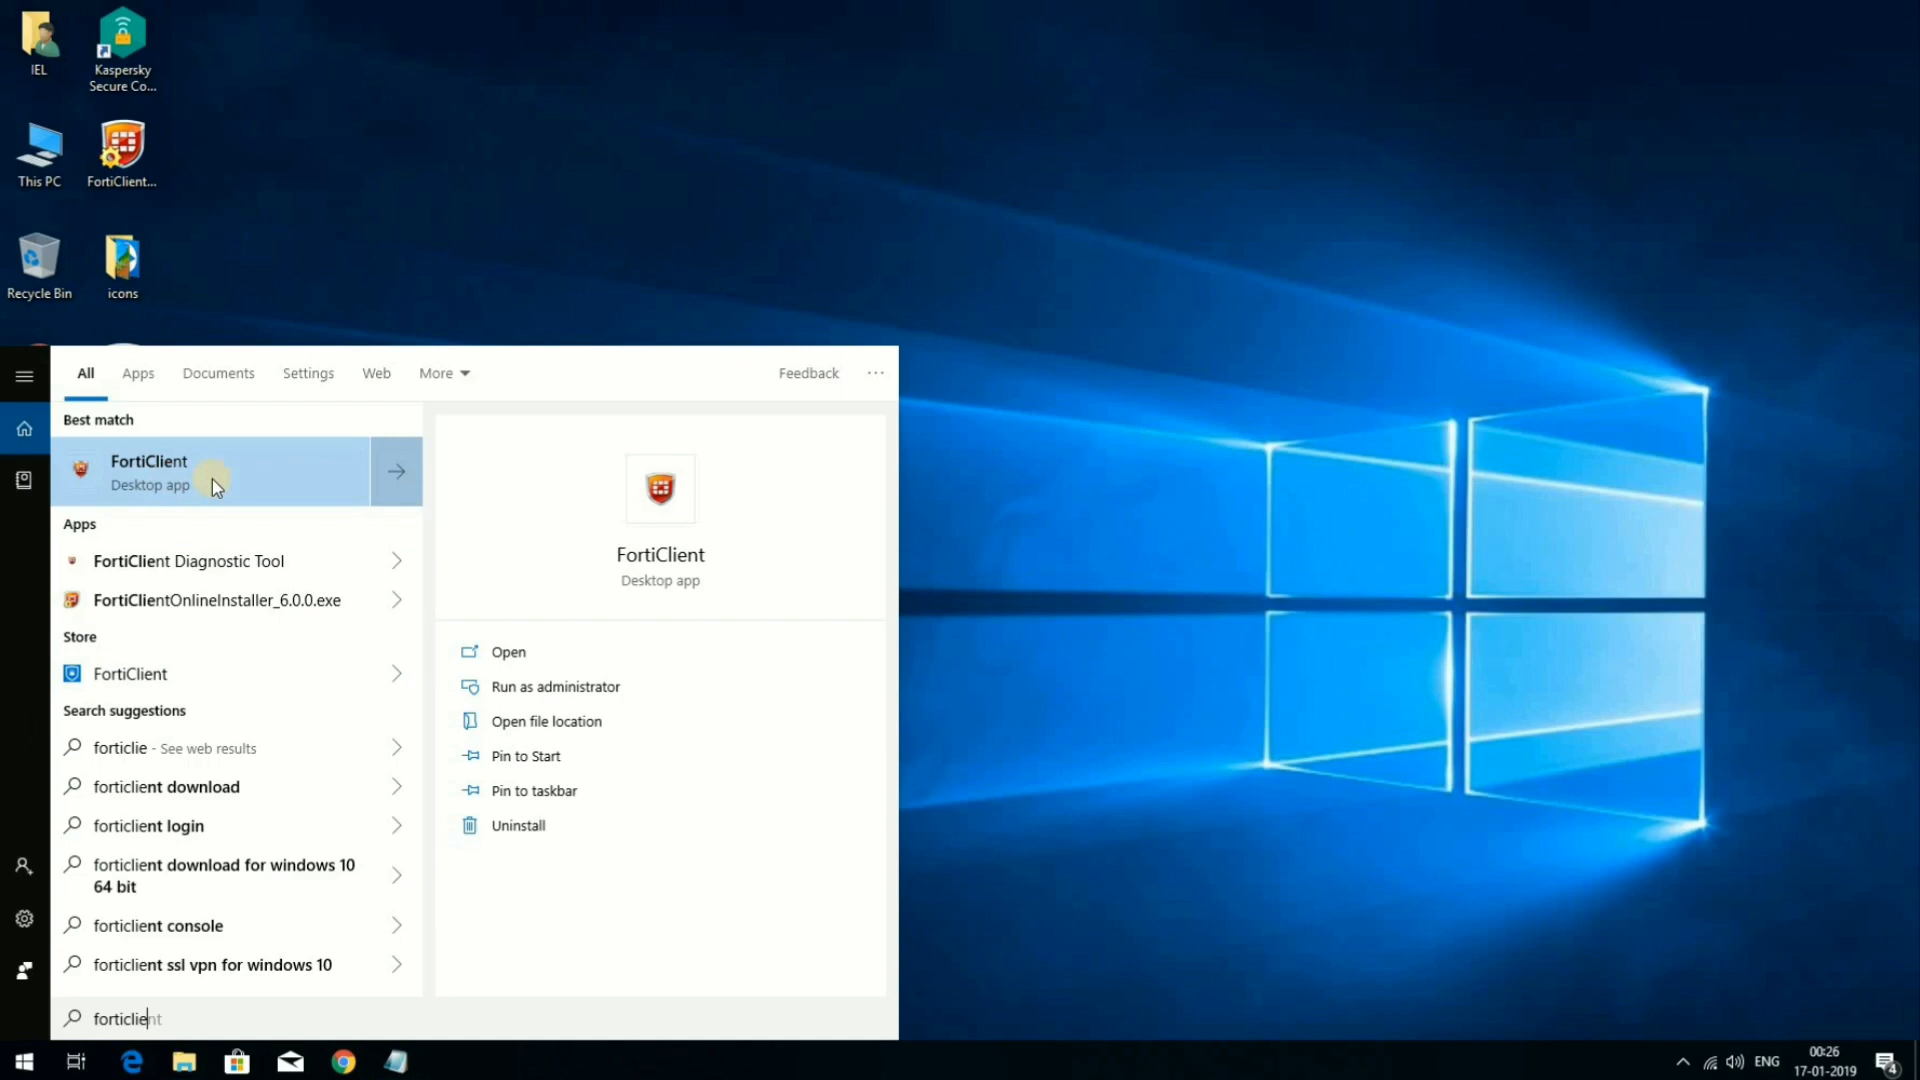 IEL
Kaspersky
Secure Co...
This PC
FortiClient...
Recycle Bin
icons
All
Apps
Documents
Settings
Web
More
Feedback
...
Best match
FortiClient
Desktop app
Apps
FortiClient Diagnostic Tool
FortiClientOnlineInstaller_6.0.0.exe
Store
FortiClient
Search suggestions
forticlie - See web results
forticlient download
forticlient login
forticlient download for windows 10
64 bit
forticlient console
forticlient ssl vpn for windows 10
forticlient
FortiClient
Desktop app
Open
Run as administrator
Open file location
Pin to Start
Pin to taskbar
Uninstall
ENG
00:26
17-01-2019
4